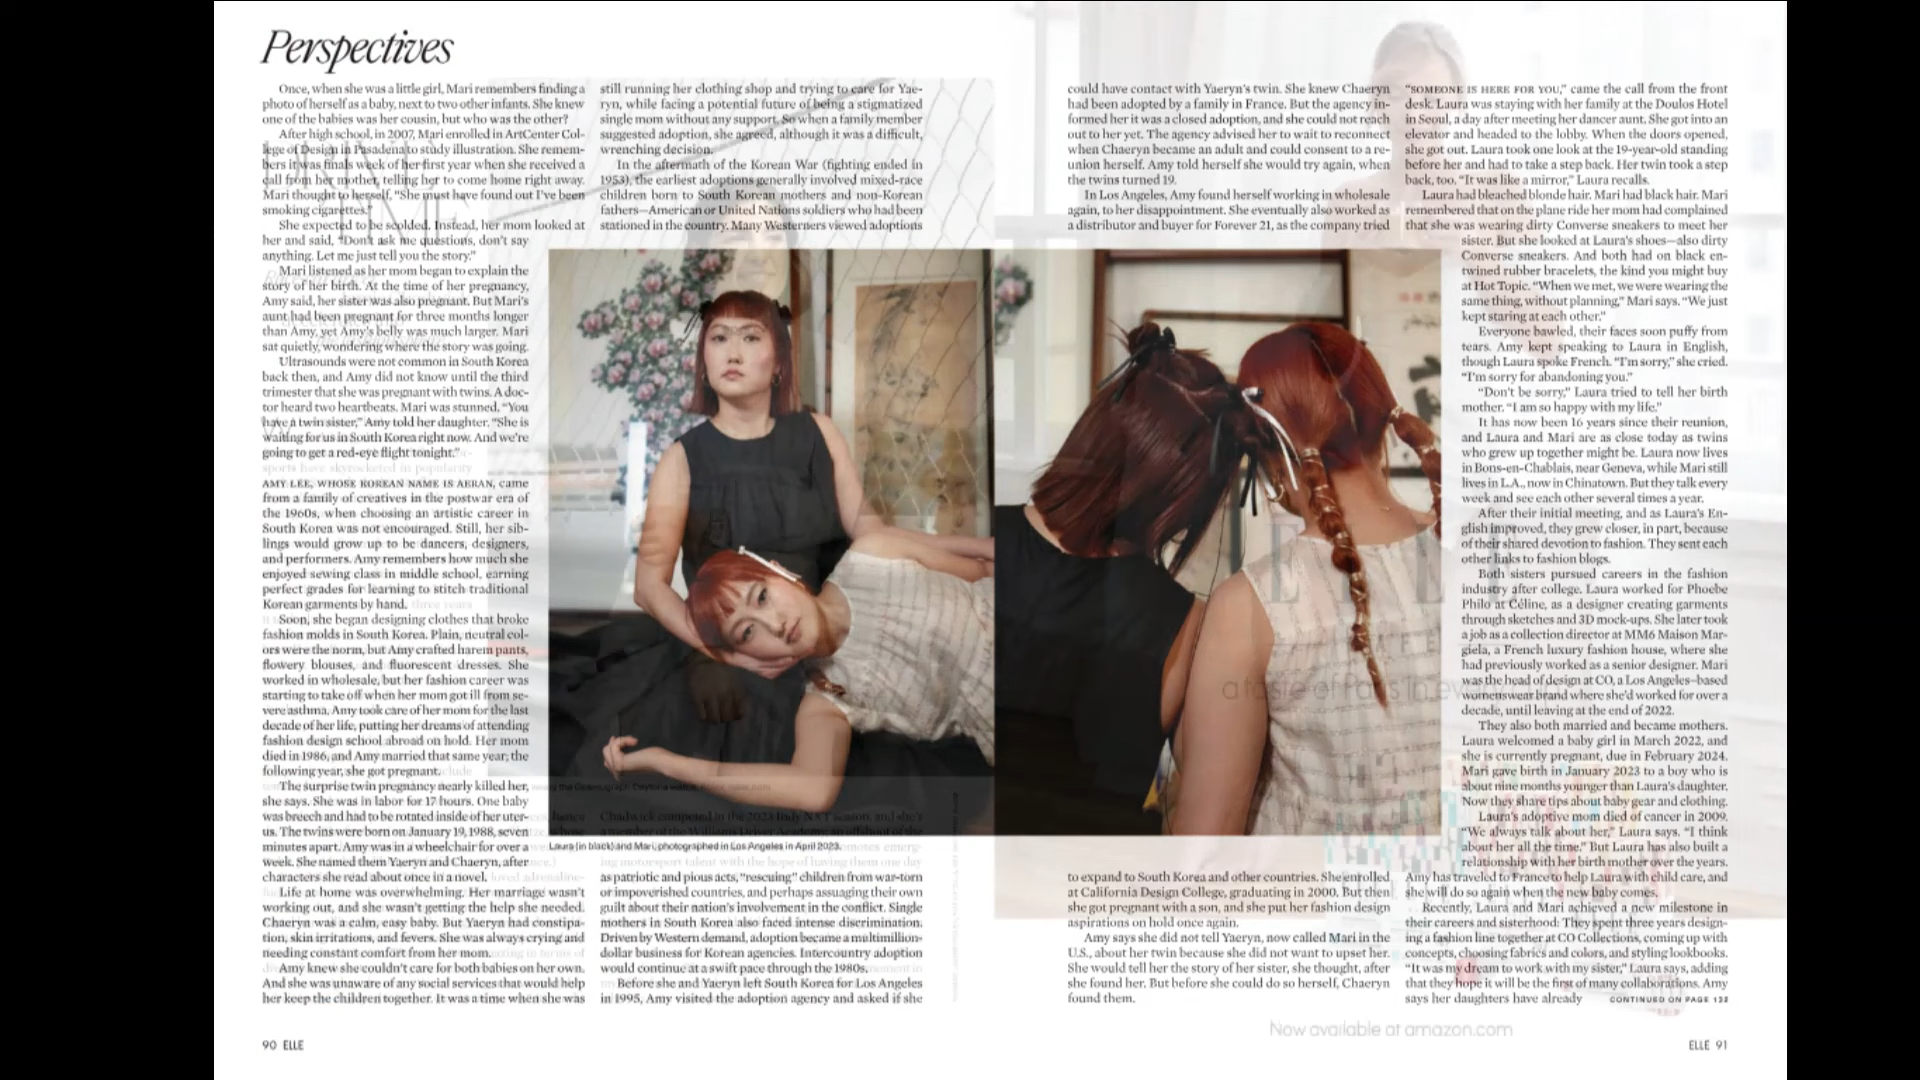 Perspectives
Once, when she was a little girl, Mari remembers finding a
photo of herself as a baby, next to two other infants. She knew
one of the babies was her cousin, but who was the other?
After high school, in 2007, Mari enrolled in ArtCenter Col-
lege of Design in Pasadena to study illustration. She remem-
bers it was finals week of her first year when she received a
call from her mother, telling her to come home right away.
Mari thought to herself, "She must have found out I've been
smoking cigarettes."
She expected to be scolded. Instead, her mom looked at
her and said, "Don't ask me questions, don't say
anything. Let me just tell you the story."
Mari listened as her mom began to explain the
story of her birth. At the time of her pregnancy,
Amy said, her sister was also pregnant. But Mari's
aunt had been pregnant for three months longer
than Amy, yet Amy's belly was much larger. Mari
sat quietly, wondering where the story was going.
Ultrasounds were not common in South Korea
back then, and Amy did not know until the third
trimester that she was pregnant with twins. A doc-
tor heard two heartbeats. Mari was stunned. "You
have a twin sister," Amy told her daughter. "She is
waiting for us in South Korea right now. And we're
going to get a red-eye flight tonight."
sports have skyrocketed in popularity
AMY LEE, WHOSE KOREAN NAME IS AERAN, came
from a family of creatives in the postwar era of
the 1960s, when choosing an artistic career in
South Korea was not encouraged. Still, her sib-
lings would grow up to be dancers, designers,
and performers. Amy remembers how much she
enjoyed sewing class in middle school, earning
perfect grades for learning to stitch traditional
Korean garments by hand.
Soon, she began designing clothes that broke
fashion molds in South Korea. Plain, neutral col-
ors were the norm, but Amy crafted harem pants,
flowery blouses, and fluorescent dresses. She
worked in wholesale, but her fashion career was
starting to take off when her mom got ill from se-
vere asthma. Amy took care of her mom for the last
decade of her life, putting her dreams of attending
fashion design school abroad on hold. Her mom
died in 1986, and Amy married that same year; the
following year, she got pregnant.
The surprise twin pregnancy nearly killed her,
she says. She was in labor for 17 hours. One baby
was breech and had to be rotated inside of her uter-
us. The twins were born on January 19, 1988, seven
minutes apart. Amy was in a wheelchair for over a
week. She named them Yaeryn and Chaeryn, after
characters she read about once in a novel.
Life at home was overwhelming. Her marriage wasn't
working out, and she wasn't getting the help she needed.
Chaeryn was a calm, easy baby. But Yaeryn had constipa-
tion, skin irritations, and fevers. She was always crying and
needing constant comfort from her mom.
Amy knew she couldn't care for both babies on her own.
And she was unaware of any social services that would help
her keep the children together. It was a time when she was
still running her clothing shop and trying to care for Yae-
ryn, while facing a potential future of being a stigmatized
single mom without any support. So when a family member
suggested adoption, she agreed, although it was a difficult,
wrenching decision.
In the aftermath of the Korean War (fighting ended in
1953), the earliest adoptions generally involved mixed-race
children born to South Korean mothers and non-Korean
fathers—American or United Nations soldiers who had been
stationed in the country. Many Westerners viewed adoptions
Chadwick competed in the 2023 Indy NXT season, and she's
a member of the Williams Driver Academy, an offshoot of the
Laura (in black) and Mari, photographed in Los Angeles in April 2023.
ing motorsport talent with the hope of having them one day
as patriotic and pious acts, "rescuing" children from war-torn
or impoverished countries, and perhaps assuaging their own
guilt about their nation's involvement in the conflict. Single
mothers in South Korea also faced intense discrimination.
Driven by Western demand, adoption became a multimillion-
dollar business for Korean agencies. Intercountry adoption
would continue at a swift pace through the 1980s.
Before she and Yaeryn left South Korea for Los Angeles
in 1995, Amy visited the adoption agency and asked if she
could have contact with Yaeryn's twin. She knew Chaeryn
had been adopted by a family in France. But the agency in-
formed her it was a closed adoption, and she could not reach
out to her yet. The agency advised her to wait to reconnect
when Chaeryn became an adult and could consent to a re-
union herself. Amy told herself she would try again, when
the twins turned 19.
In Los Angeles, Amy found herself working in wholesale
again, to her disappointment. She eventually also worked as
a distributor and buyer for Forever 21, as the company tried
to expand to South Korea and other countries. She enrolled
at California Design College, graduating in 2000. But then
she got pregnant with a son, and she put her fashion design
aspirations on hold once again.
Amy says she did not tell Yaeryn, now called Mari in the
U.S., about her twin because she did not want to upset her.
She would tell her the story of her sister, she thought, after
she found her. But before she could do so herself, Chaeryn
found them.
"SOMEONE IS HERE FOR YOU," came the call from the front
desk. Laura was staying with her family at the Doulos Hotel
in Seoul, a day after meeting her dancer aunt. She got into an
elevator and headed to the lobby. When the doors opened,
she got out. Laura took one look at the 19-year-old standing
before her and had to take a step back. Her twin took a step
back, too. "It was like a mirror," Laura recalls.
Laura had bleached blonde hair. Mari had black hair. Mari
remembered that on the plane ride her mom had complained
that she was wearing dirty Converse sneakers to meet her
sister. But she looked at Laura's shoes—also dirty
Converse sneakers. And both had on black en-
twined rubber bracelets, the kind you might buy
at Hot Topic. "When we met, we were wearing the
same thing, without planning," Mari says. "We just
kept staring at each other."
Everyone bawled, their faces soon puffy from
tears. Amy kept speaking to Laura in English,
though Laura spoke French. "I'm sorry," she cried.
"I'm sorry for abandoning you."
"Don't be sorry," Laura tried to tell her birth
mother. "I am so happy with my life."
It has now been 16 years since their reunion,
and Laura and Mari are as close today as twins
who grew up together might be. Laura now lives
in Bons-en-Chablais, near Geneva, while Mari still
lives in L.A., now in Chinatown. But they talk every
week and see each other several times a year.
After their initial meeting, and as Laura's En-
glish improved, they grew closer, in part, because
of their shared devotion to fashion. They sent each
other links to fashion blogs.
Both sisters pursued careers in the fashion
industry after college. Laura worked for Phoebe
Philo at Céline, as a designer creating garments
through sketches and 3D mock-ups. She later took
a job as a collection director at MM6 Maison Mar-
giela, a French luxury fashion house, where she
had previously worked as a senior designer. Mari
was the head of design at CO, a Los Angeles–based
womenswear brand where she'd worked for over a
decade, until leaving at the end of 2022.
They also both married and became mothers.
Laura welcomed a baby girl in March 2022, and
she is currently pregnant, due in February 2024.
Mari gave birth in January 2023 to a boy who is
about nine months younger than Laura's daughter.
Now they share tips about baby gear and clothing.
Laura's adoptive mom died of cancer in 2009.
"We always talk about her," Laura says. "I think
about her all the time." But Laura has also built a
relationship with her birth mother over the years.
Amy has traveled to France to help Laura with child care, and
she will do so again when the new baby comes.
Recently, Laura and Mari achieved a new milestone in
their careers and sisterhood: They spent three years design-
ing a fashion line together at CO Collections, coming up with
concepts, choosing fabrics and colors, and styling lookbooks.
"It was my dream to work with my sister," Laura says, adding
that they hope it will be the first of many collaborations. Amy
says her daughters have already CONTINUED ON PAGE 132
ELLE
a taste of Paris in
Now available at amazon.com
90 ELLE
ELLE 91